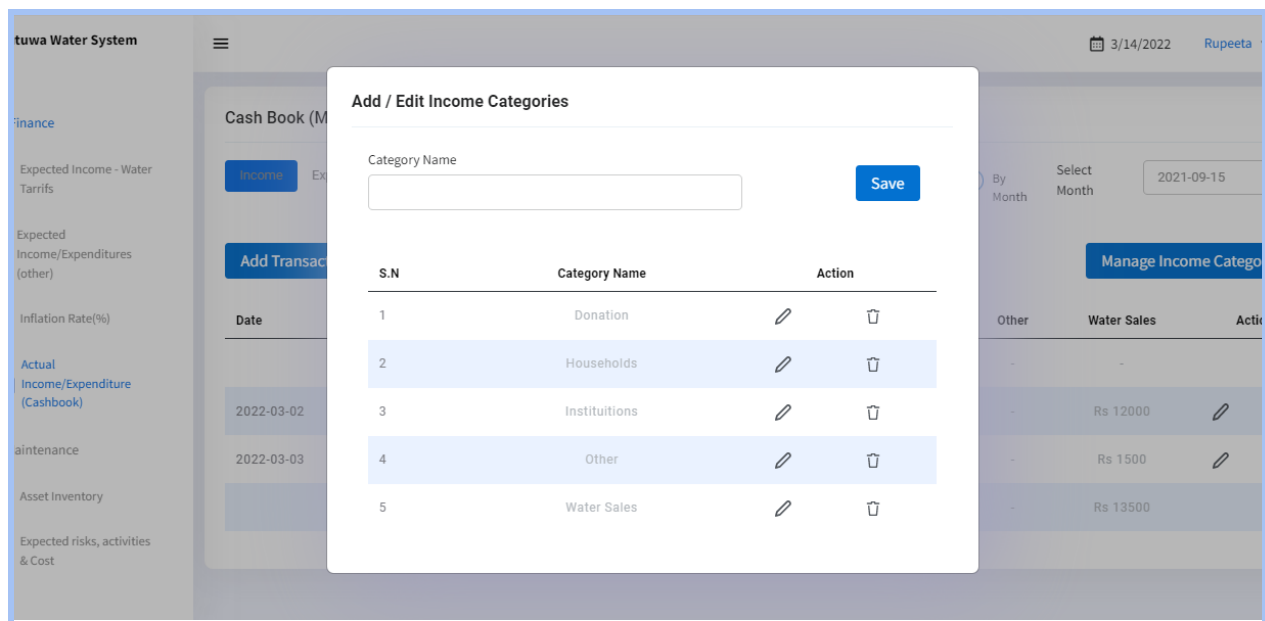 tuwa Water System
3/14/2022
Rupeeta
Finance
Expected Income - Water
Tarrifs
Expected
Income/Expenditures
(other)
Inflation Rate(%)
Actual
Income/Expenditure
(Cashbook)
aintenance
Asset Inventory
Expected risks, activities
& Cost
Cash Book (M
Income
Ex
By
Month
Select
Month
2021-09-15
Add Transac
Manage Income Catego
Date
Other
Water Sales
Actio
-
-
2022-03-02
-
Rs 12000
2022-03-03
-
Rs 1500
-
Rs 13500
Add / Edit Income Categories
Category Name
Save
S.N
Category Name
Action
1
Donation
2
Households
3
Instituitions
4
Other
5
Water Sales